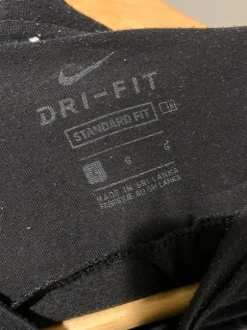 DRI-FIT
STANDARD FIT
L G G
MADE IN SRI LANKA
FABRIQUÉ AU SRI LANKA